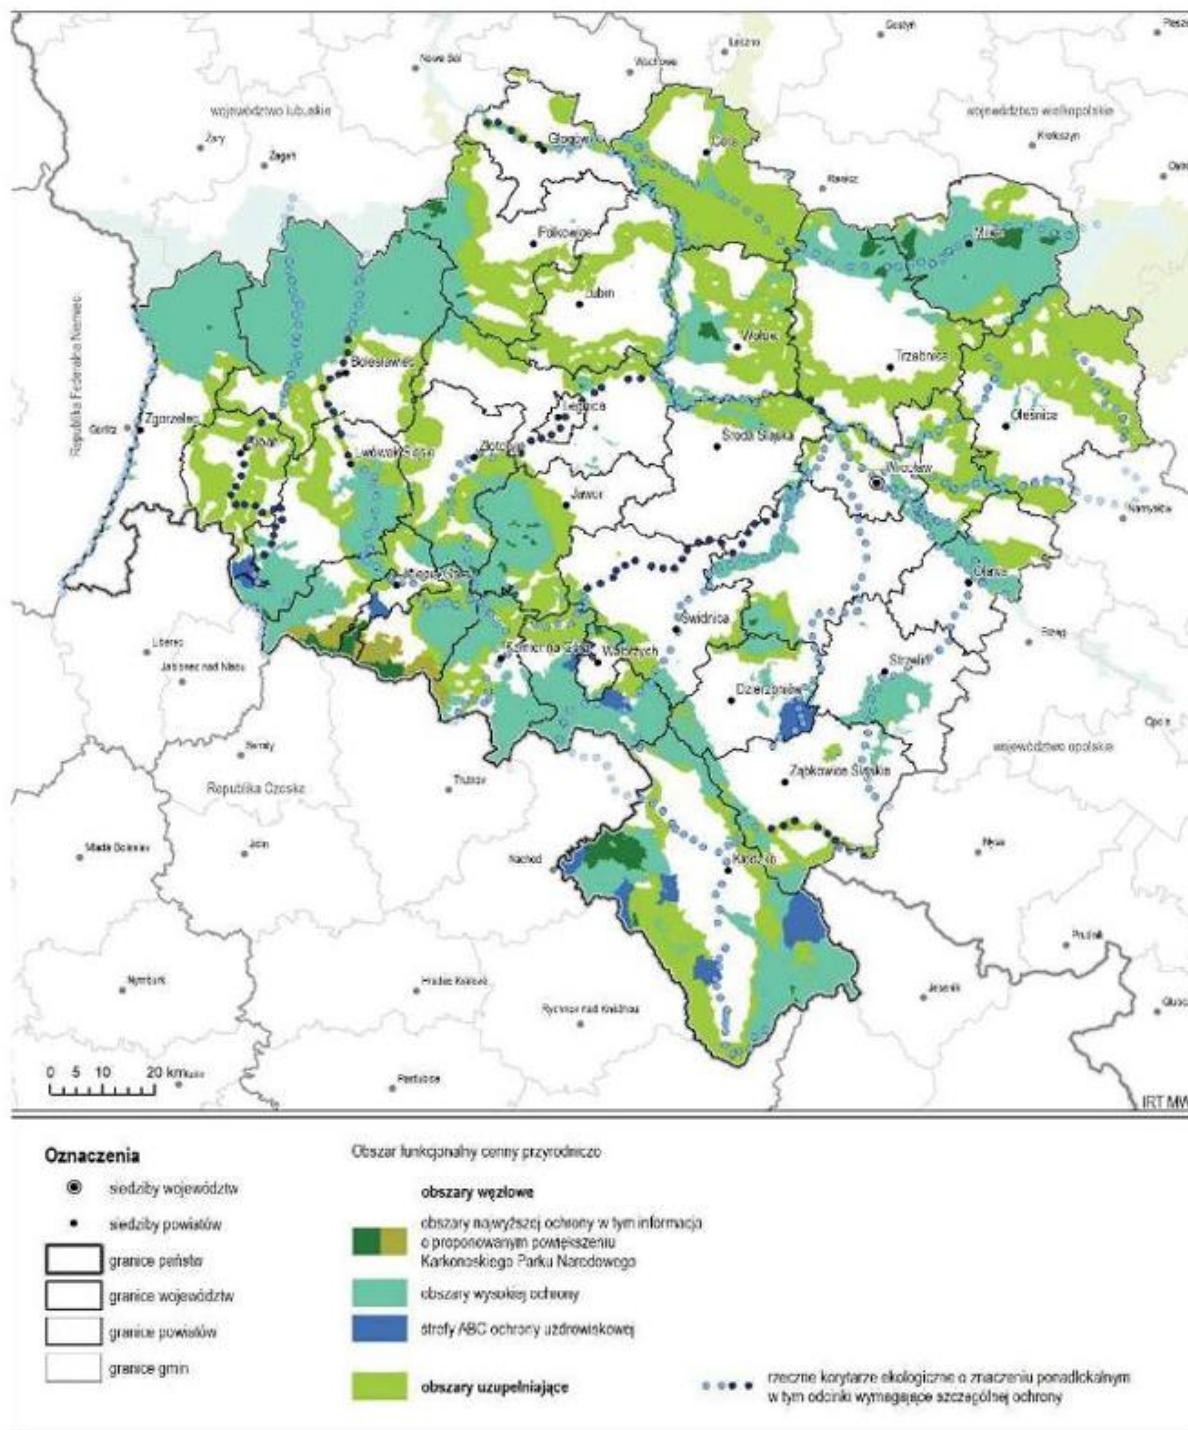 Gostyń
Leszno
Nowa Sól
Wschowa
województwo lubuskie
województwo wielkopolskie
Krotoszyn
Żary
Żagań
Głogów
Góra
Rawicz
Polkowice
Milicz
Lubin
Wołów
Trzebnica
Republika Federalna Niemiec
Bolesławiec
Legnica
Oleśnica
Görlitz
Zgorzelec
Środa Śląska
Lubań
Lwówek Śląski
Złotoryja
Wrocław
Jawor
Namysłów
Jelenia Góra
Oława
Świdnica
Brzeg
Liberec
Jablonec nad Nisou
Kamienna Góra
Wałbrzych
Strzelin
Dzierżoniów
Opole
województwo opolskie
Semily
Ząbkowice Śląskie
Republika Czeska
Trutnov
Mladá Boleslav
Jičín
Náchod
Kłodzko
Nysa
Prudnik
Nymburk
Hradec Králové
Jeseník
Rychnov nad Kněžnou
0 5 10 20 km
Pardubice
IRT MW
Oznaczenia
siedziby województw
siedziby powiatów
granice państw
granice województw
granice powiatów
granice gmin
Obszar funkcjonalny cenny przyrodniczo
obszary węzłowe
obszary najwyższej ochrony w tym informacja
o proponowanym powiększeniu
Karkonoskiego Parku Narodowego
obszary wysokiej ochrony
strefy ABC ochrony uzdrowiskowej
obszary uzupełniające
rzeczne korytarze ekologiczne o znaczeniu ponadlokalnym
w tym odcinki wymagające szczególnej ochrony